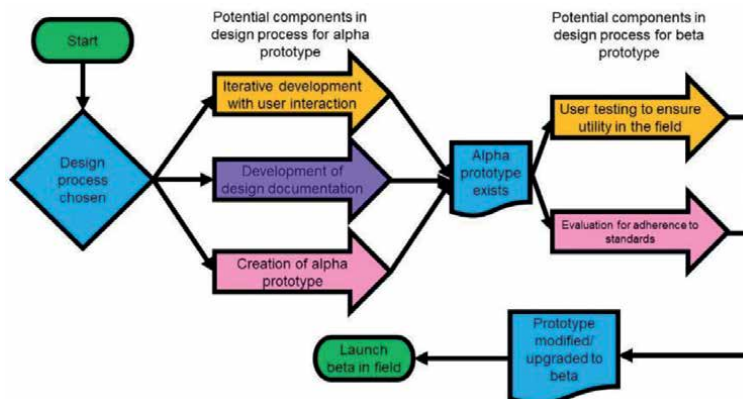 Potential components in
design process for alpha
prototype
Potential components in
design process for beta
prototype
Start
Iterative development
with user interaction
User testing to ensure
utility in the field
Design
process
chosen
Development of
design documentation
Alpha
prototype
exists
Creation of alpha
prototype
Evaluation for adherence to
standards
Prototype
modified/
upgraded to
beta
Launch
beta in field